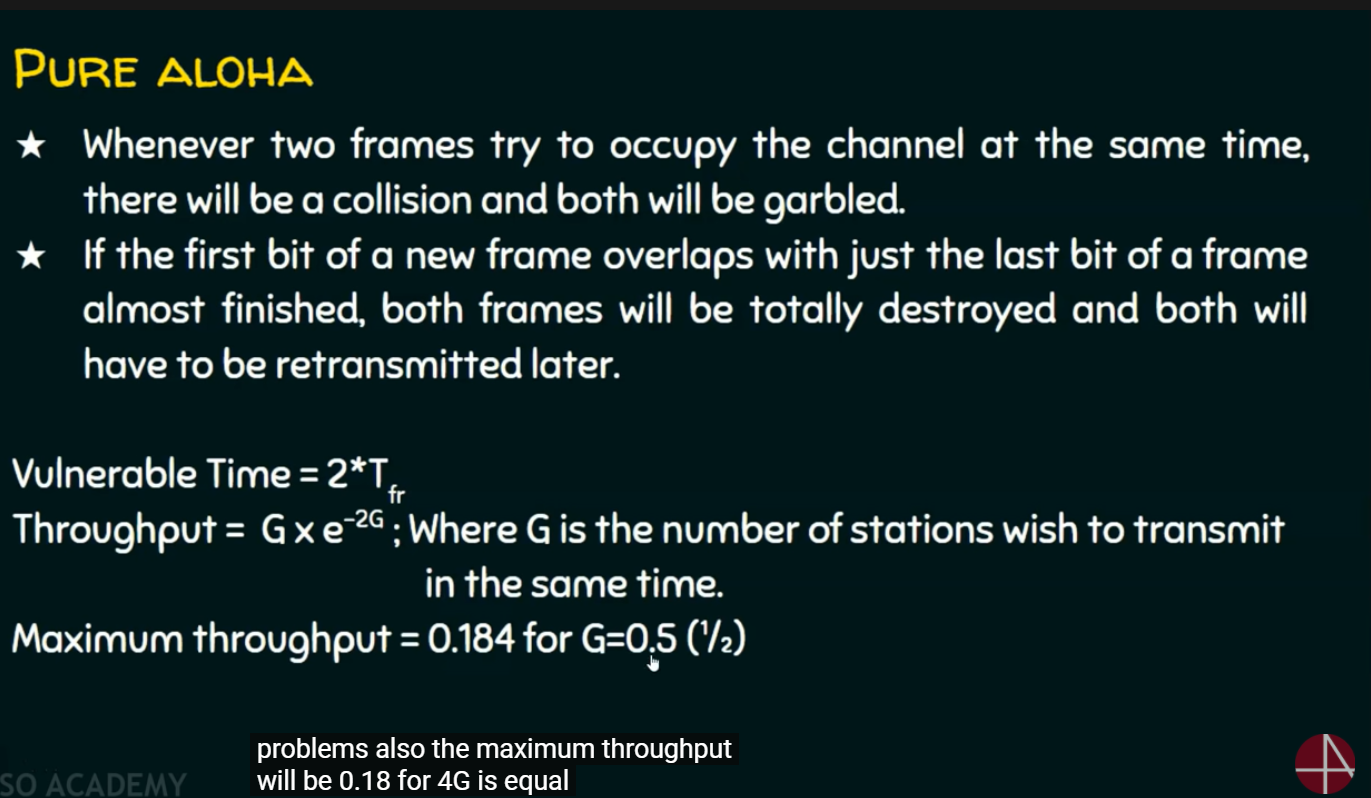 PURE ALOHA
★ Whenever two frames try to occupy the channel at the same time,
there will be a collision and both will be garbled.
★ If the first bit of a new frame overlaps with just the last bit of a frame
almost finished, both frames will be totally destroyed and both will
have to be retransmitted later.
Vulnerable Time = 2*Tfr
Throughput = G x e⁻²ᴳ ; Where G is the number of stations wish to transmit
in the same time.
Maximum throughput = 0.184 for G=0.5 (¹/₂)
problems also the maximum throughput
will be 0.18 for 4G is equal
SO ACADEMY